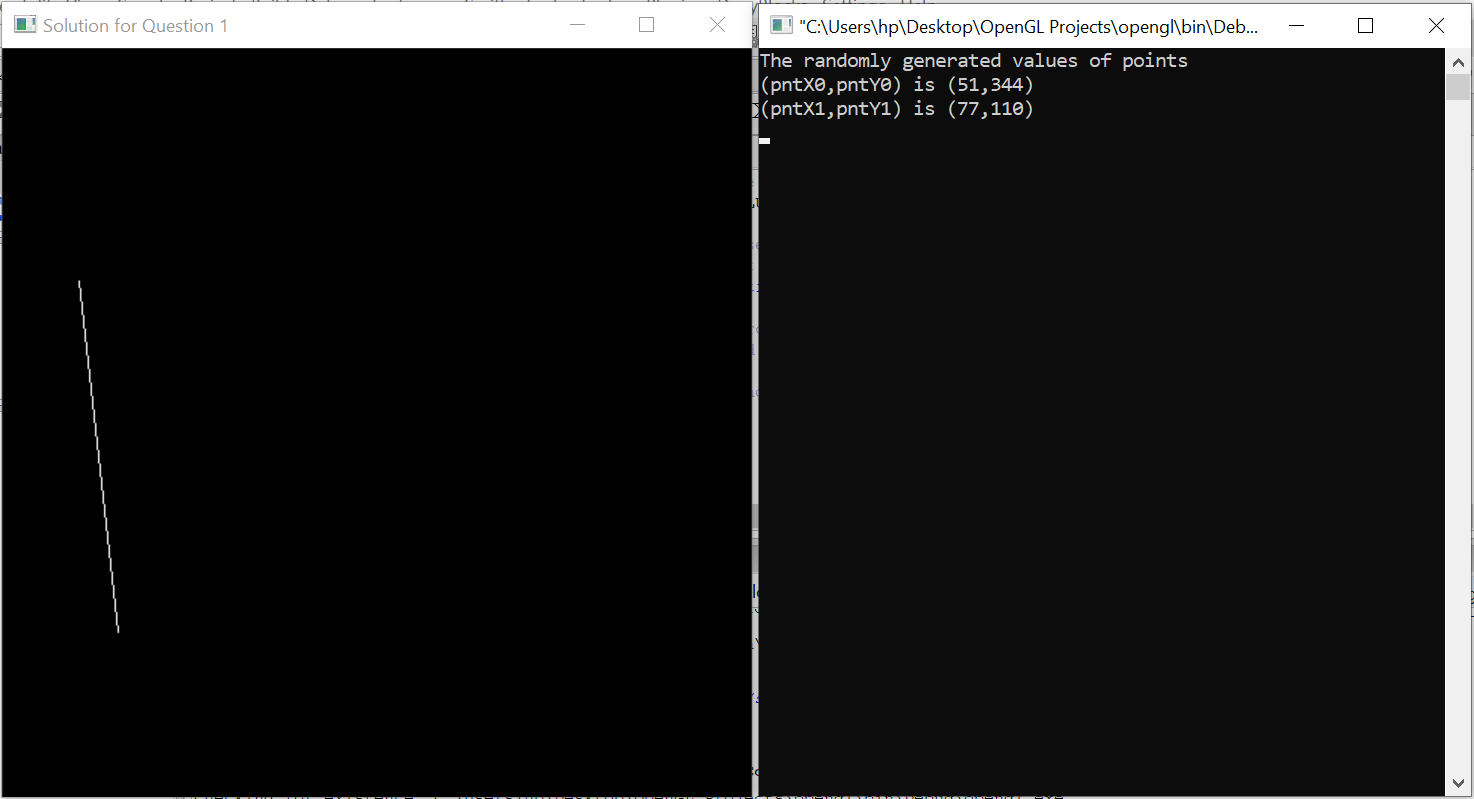 Solution for Question 1
"C:\Users\hp\Desktop\OpenGL Projects\opengl\bin\Deb...
The randomly generated values of points
(pntX0,pntY0) is (51,344)
(pntX1,pntY1) is (77,110)